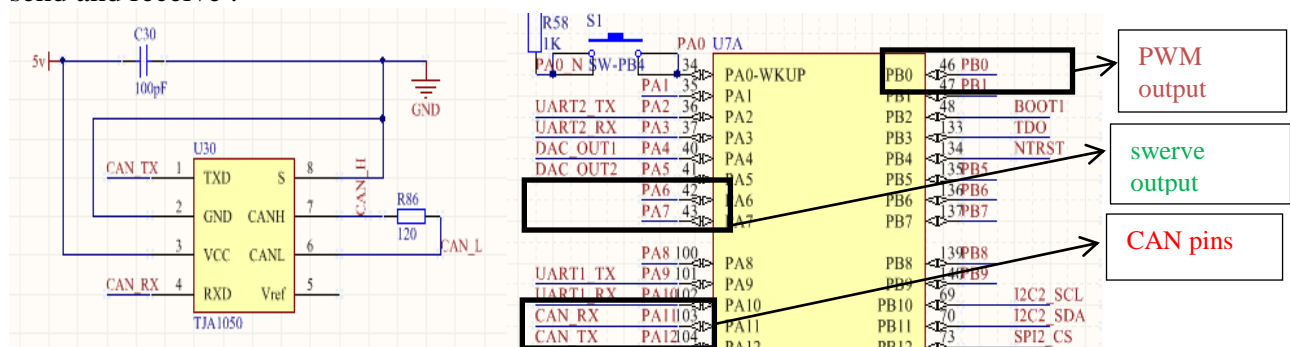 send and receive .
C30
5v
100pF
GND
U30
CAN_TX 1 TXD S 8
CAN_H
2 GND CANH 7 R86
120
3 VCC CANL 6 CAN_L
CAN_RX 4 RXD Vref 5
TJA1050
R58 S1
1K PA0 U7A
PA0_N SW-PB4 34 PA0-WKUP PB0 46 PB0
PA1 35 PA1 PB1 47 PB1
UART2_TX PA2 36 PA2 PB2 48 BOOT1
UART2_RX PA3 37 PA3 PB3 133 TDO
DAC_OUT1 PA4 40 PA4 PB4 134 NTRST
DAC_OUT2 PA5 41 PA5 PB5 135 PB5
PA6 42 PA6 PB6 136 PB6
PA7 43 PA7 PB7 137 PB7
PA8 100 PA8 PB8 139 PB8
UART1_TX PA9 101 PA9 PB9 140 PB9
UART1_RX PA10 102 PA10 PB10 69 I2C2_SCL
CAN_RX PA11 103 PA11 PB11 70 I2C2_SDA
CAN_TX PA12 104 PA12 PB12 73 SPI2_CS
PWM
output
swerve
output
CAN pins